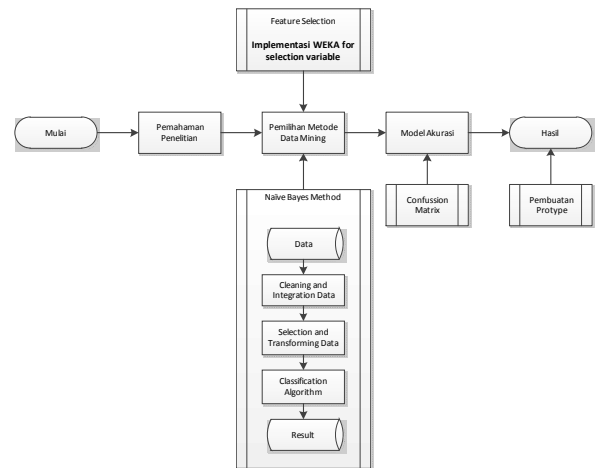 Feature Selection
Implementasi WEKA for
selection variable
Mulai
Pemahaman
Penelitian
Pemilihan Metode
Data Mining
Model Akurasi
Hasil
Naïve Bayes Method
Confussion
Matrix
Pembuatan
Protype
Data
Cleaning and
Integration Data
Selection and
Transforming Data
Classification
Algorithm
Result